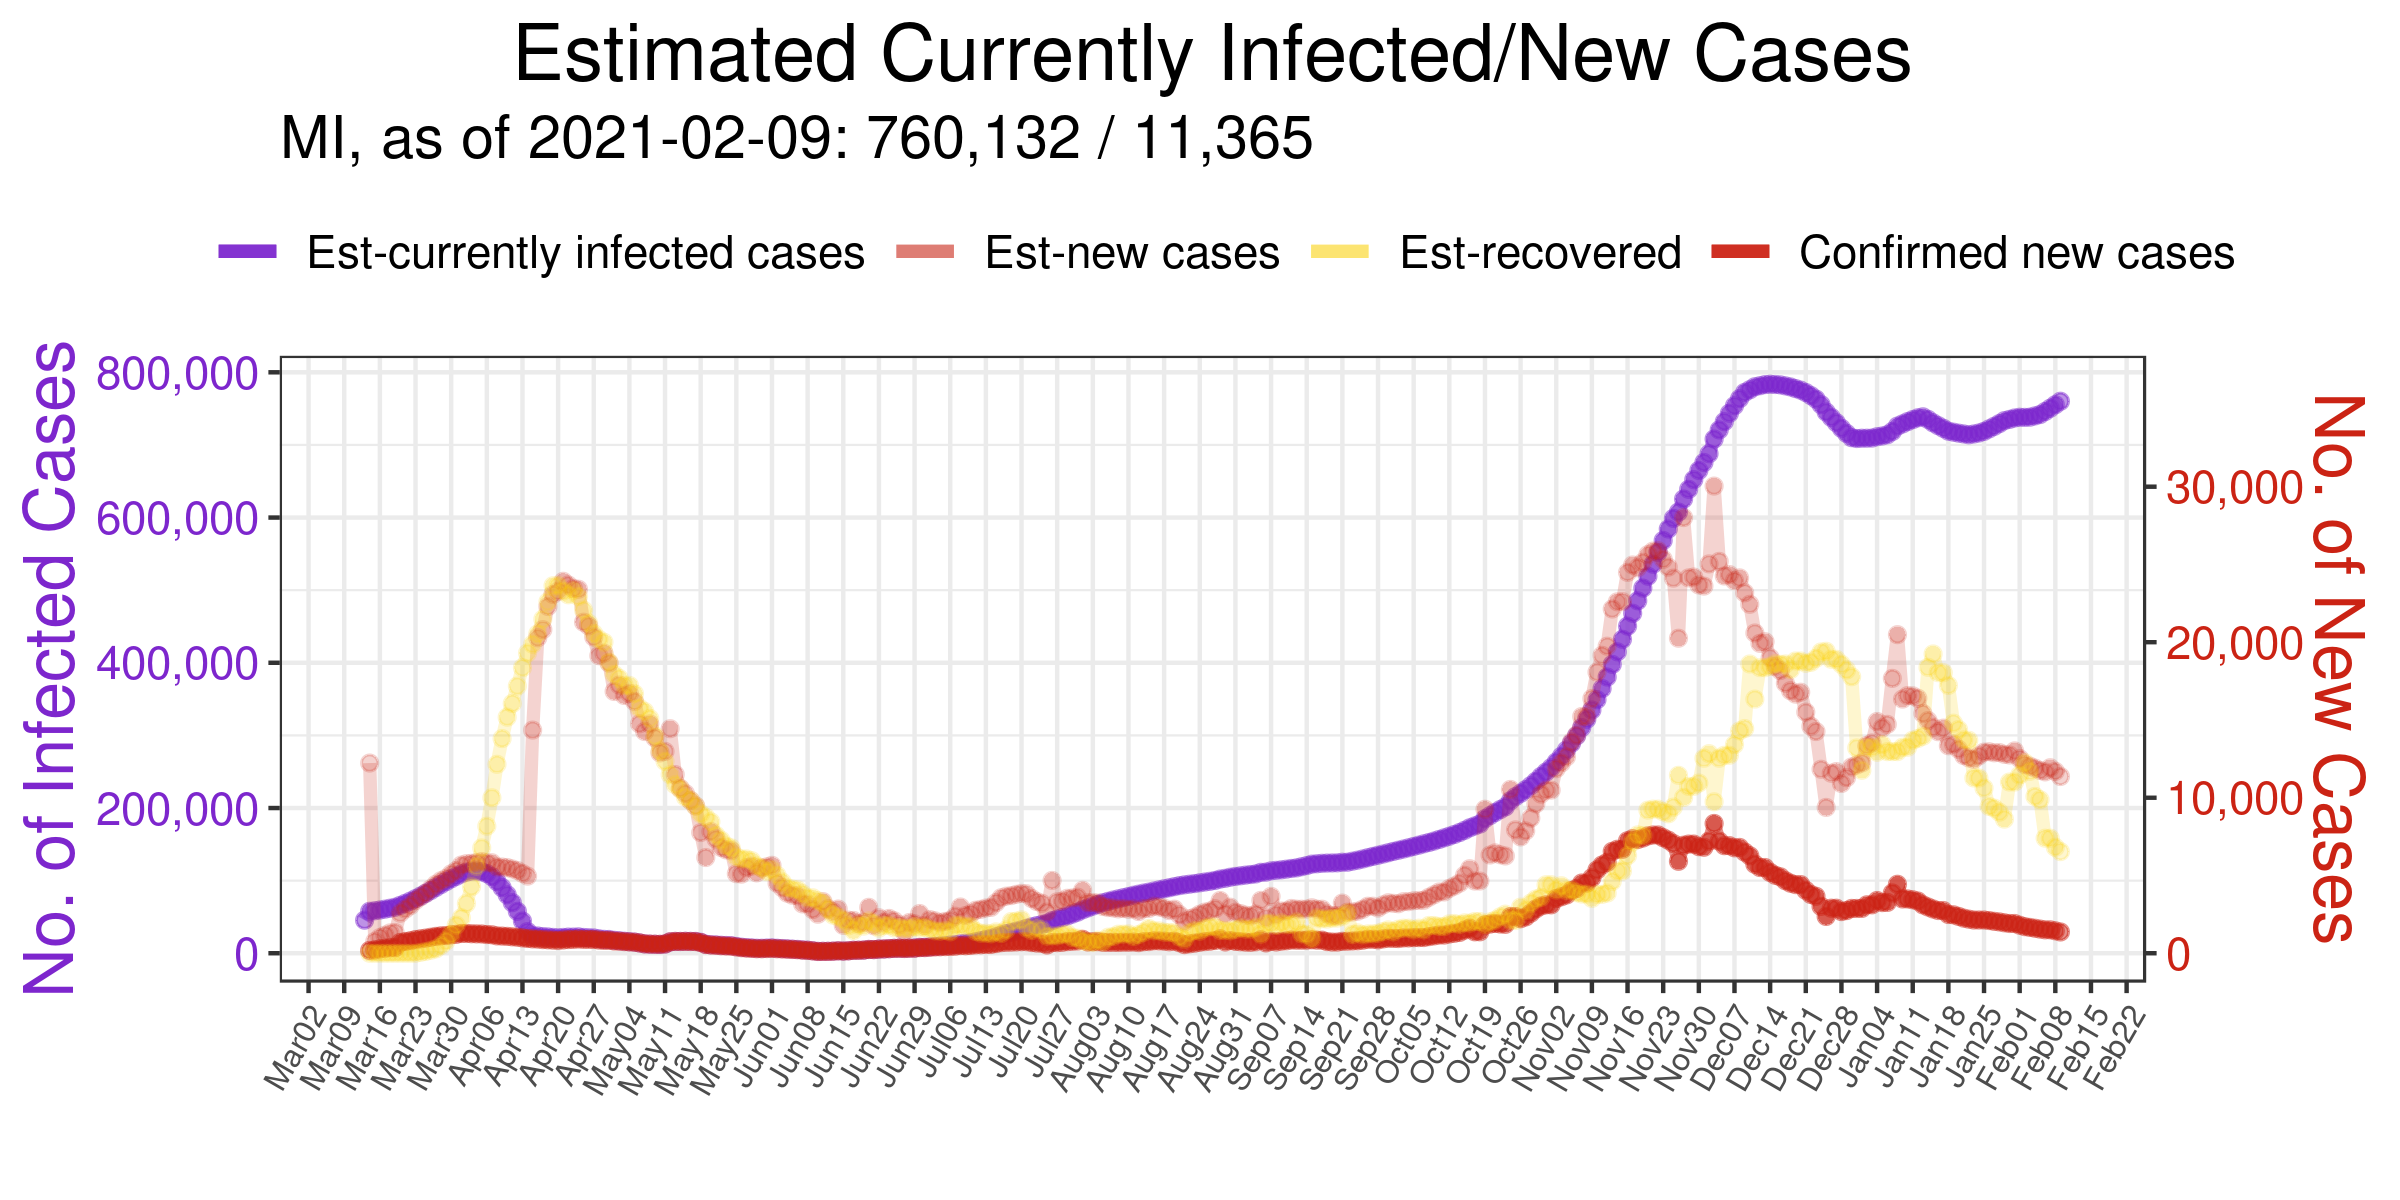 Estimated Currently Infected/New Cases
MI, as of 2021-02-09: 760,132 / 11,365
Est-currently infected cases Est-new cases Est-recovered Confirmed new cases
No. of Infected Cases
800,000
600,000
400,000
200,000
0
30,000
20,000
10,000
0
No. of New Cases
Mar02 Mar09 Mar16 Mar23 Mar30 Apr06 Apr13 Apr20 Apr27 May04 May11 May18 May25 Jun01 Jun08 Jun15 Jun22 Jun29 Jul06 Jul13 Jul20 Jul27 Aug03 Aug10 Aug17 Aug24 Aug31 Sep07 Sep14 Sep21 Sep28 Oct05 Oct12 Oct19 Oct26 Nov02 Nov09 Nov16 Nov23 Nov30 Dec07 Dec14 Dec21 Dec28 Jan04 Jan11 Jan18 Jan25 Feb01 Feb08 Feb15 Feb22